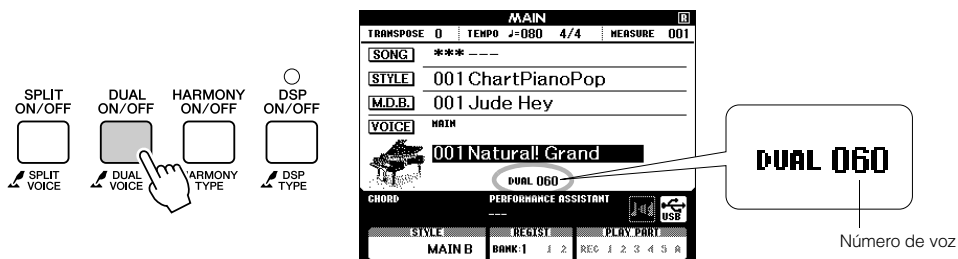 SPLIT ON/OFF
DUAL ON/OFF
HARMONY ON/OFF
DSP ON/OFF
SPLIT VOICE
DUAL VOICE
ARMONY TYPE
DSP TYPE
MAIN R
TRANSPOSE 0 TEMPO ♩=080 4/4 MEASURE 001
SONG ***---
STYLE 001 ChartPianoPop
M.D.B. 001 Jude Hey
VOICE MAIN
001 Natural! Grand
DUAL 060
CHORD PERFORMANCE ASSISTANT
---
USB
STYLE REGIST PLAY PART
MAIN B BANK:1 1 2 REC 1 2 3 4 5 A
DUAL 060
Número de voz